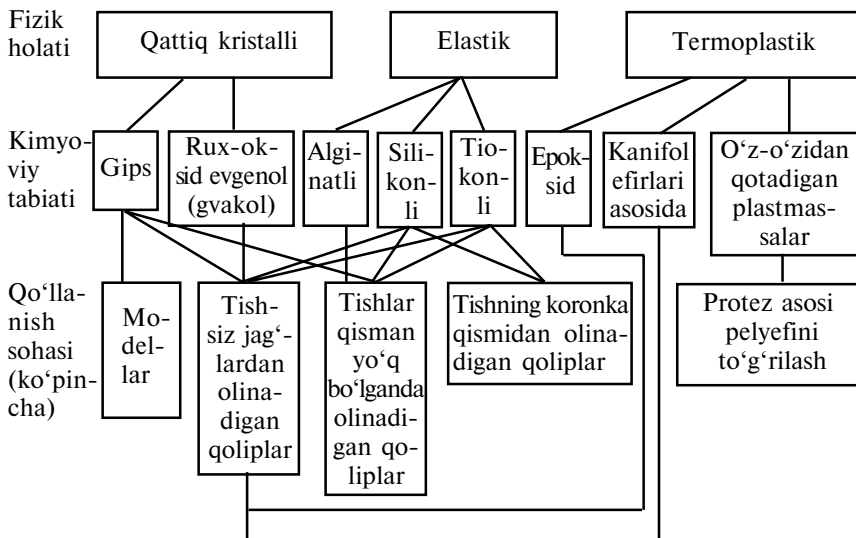 Fizik
holati
Qattiq kristalli
Elastik
Termoplastik
Kimyo-
viy
tabiati
Gips
Rux-ok-
sid evgenol
(gvakol)
Algi-
natli
Sili-
kon-
li
Tio-
kon-
li
Epok-
sid
Kanifol
efirlari
asosida
O‘z-o‘zidan
qotadigan
plastmas-
salar
Qo‘lla-
nish
sohasi
(ko‘pin-
cha)
Mo-
del-
lar
Tish-
siz jag‘-
lardan
olina-
digan
qoliplar
Tishlar
qisman
yo‘q
bo‘lganda
olinadi-
gan qo-
liplar
Tishning koronka
qismidan olina-
digan qoliplar
Protez asosi
pelyefini
to‘g‘rilash